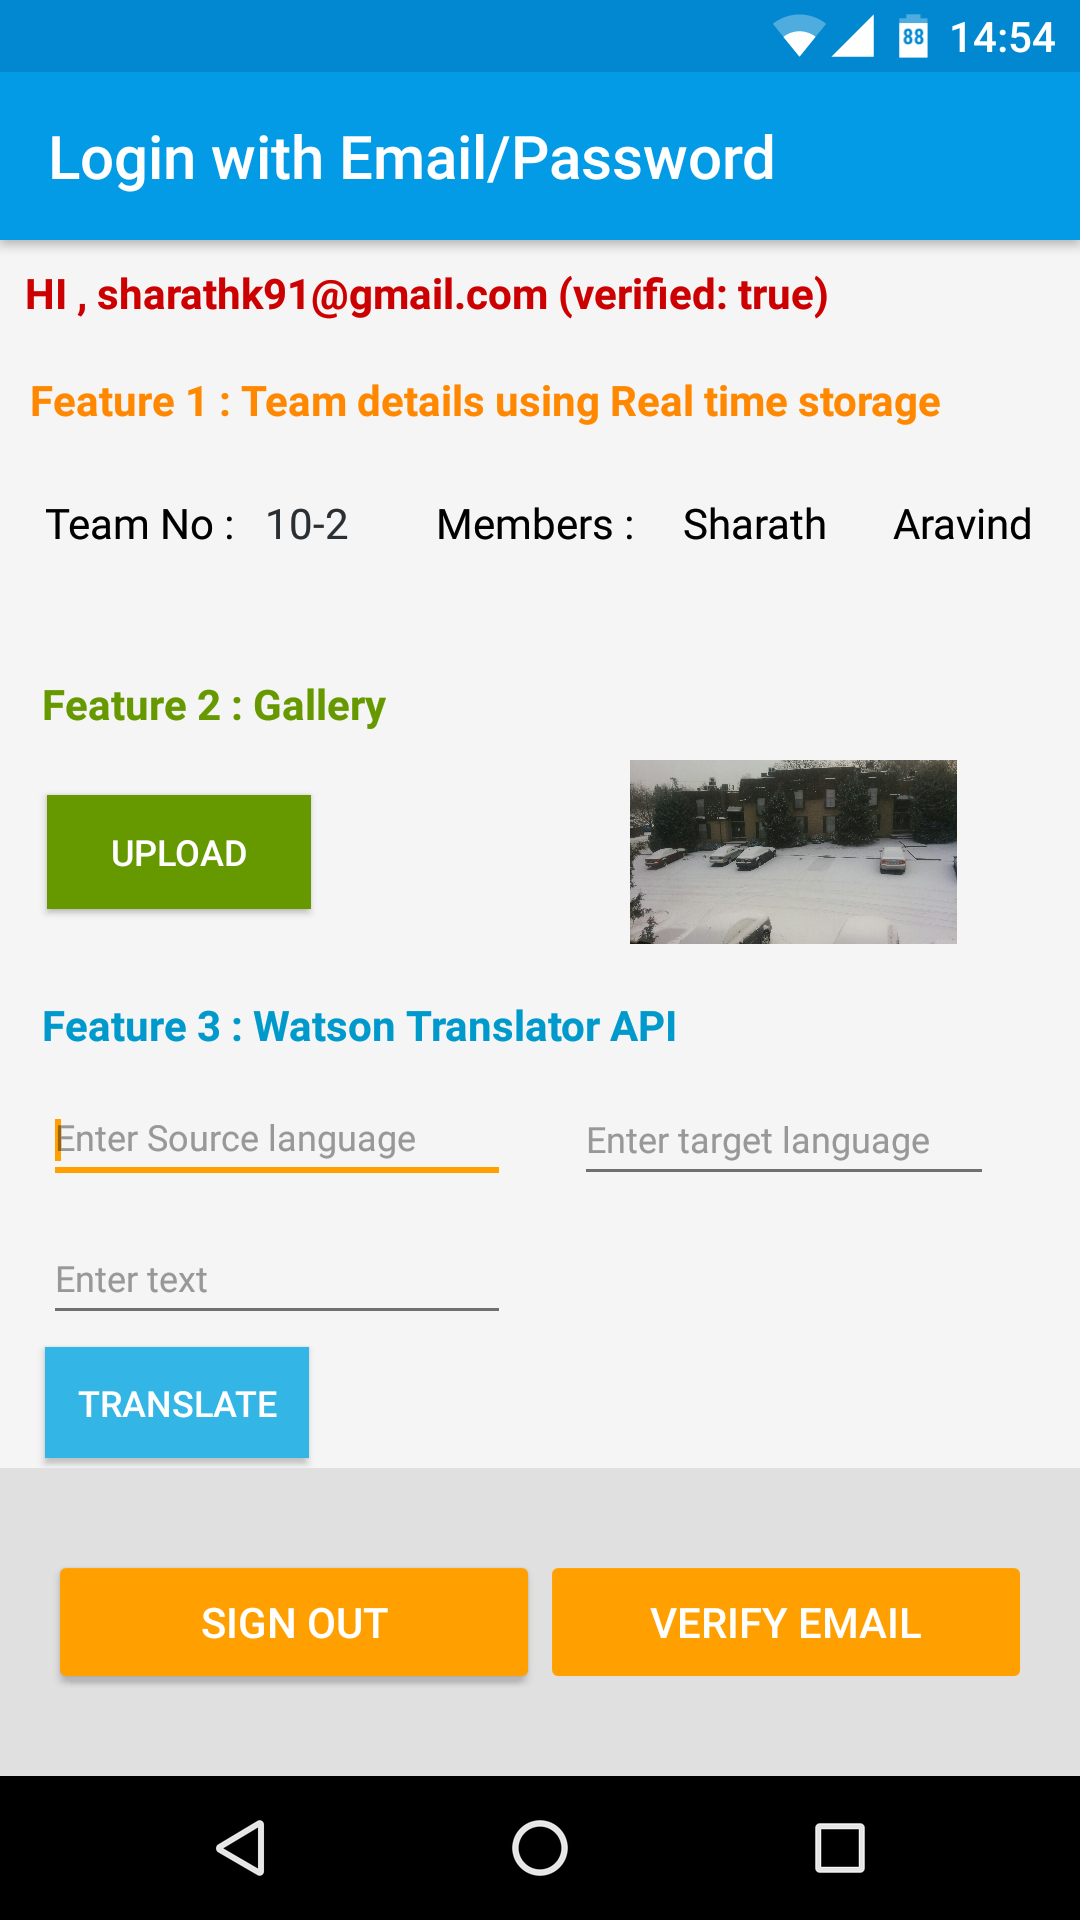 88 14:54
Login with Email/Password
HI , sharathk91@gmail.com (verified: true)
Feature 1 : Team details using Real time storage
Team No : 10-2 Members : Sharath Aravind
Feature 2 : Gallery
UPLOAD
Feature 3 : Watson Translator API
Enter Source language Enter target language
Enter text
TRANSLATE
SIGN OUT VERIFY EMAIL